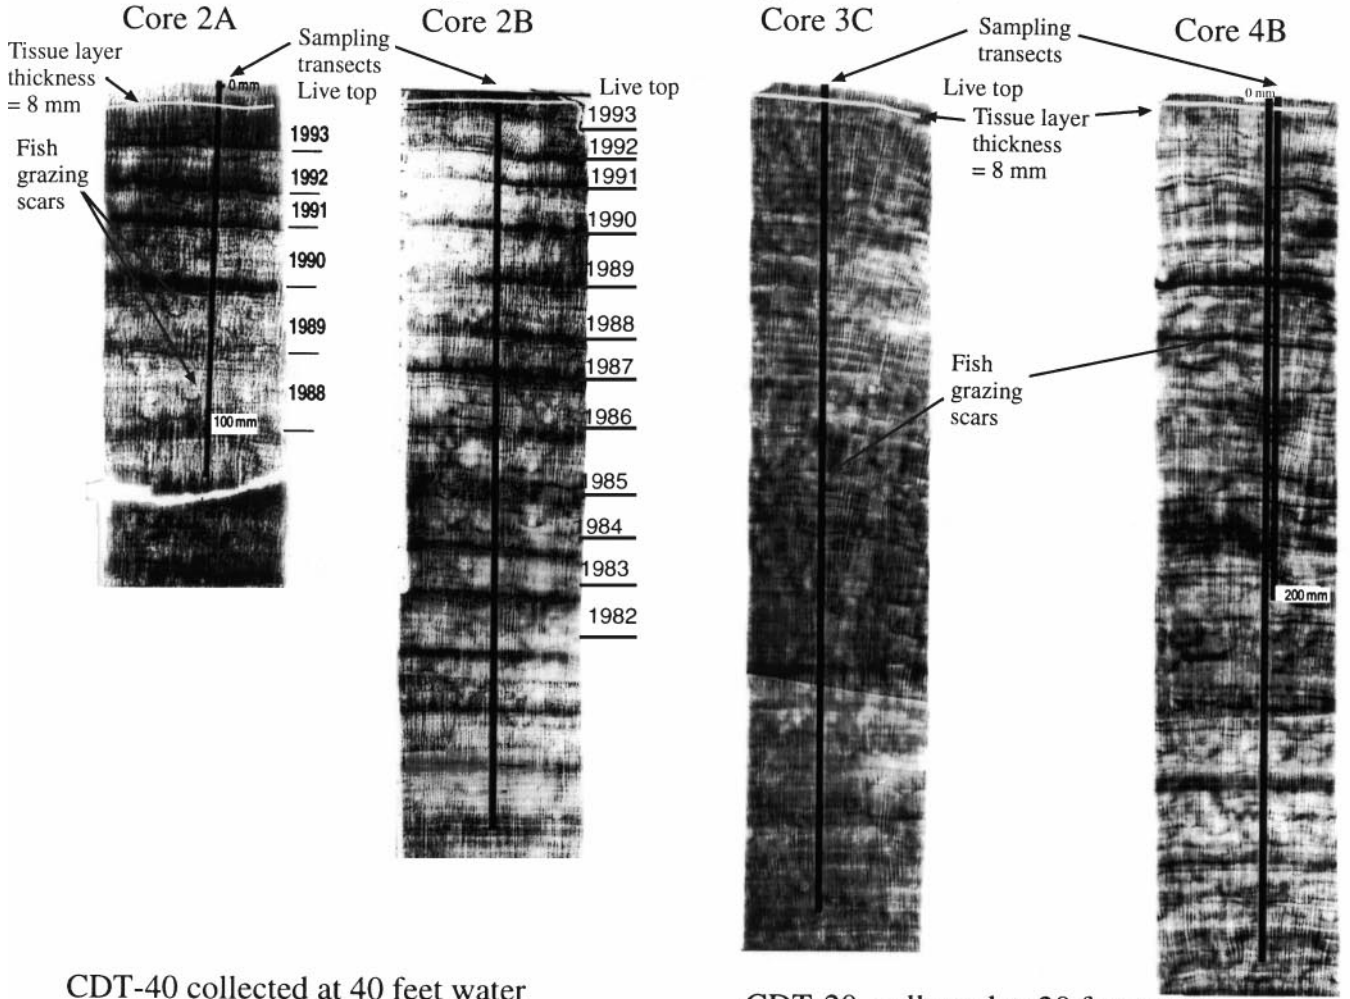 Core 2A
Core 2B
Core 3C
Core 4B
Tissue layer
thickness
= 8 mm
0 mm
Sampling
transects
Live top
Live top
Sampling
transects
Live top
Tissue layer
thickness
= 8 mm
0 mm
Fish
grazing
scars
1993
1992
1991
1990
1989
1988
100 mm
1993
1992
1991
1990
1989
1988
1987
1986
1985
1984
1983
1982
Fish
grazing
scars
200 mm
CDT-40 collected at 40 feet water